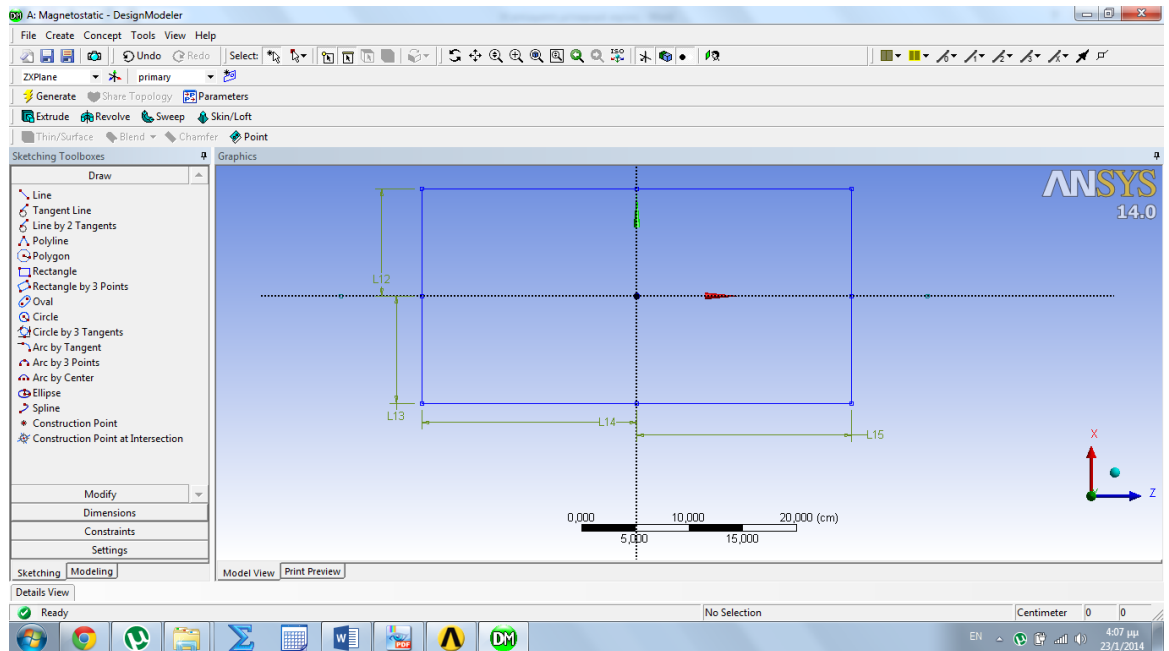 A: Magnetostatic - DesignModeler
File Create Concept Tools View Help
Undo Redo Select: ISO
ZXPlane primary
Generate Share Topology Parameters
Extrude Revolve Sweep Skin/Loft
Thin/Surface Blend Chamfer Point
Sketching Toolboxes
Draw
Line
Tangent Line
Line by 2 Tangents
Polyline
Polygon
Rectangle
Rectangle by 3 Points
Oval
Circle
Circle by 3 Tangents
Arc by Tangent
Arc by 3 Points
Arc by Center
Ellipse
Spline
Construction Point
Construction Point at Intersection
Modify
Dimensions
Constraints
Settings
Sketching Modeling
Graphics
ANSYS
14.0
L12
L13
L14
L15
X
Z
0,000 10,000 20,000 (cm)
5,000 15,000
Model View Print Preview
Details View
Ready No Selection Centimeter 0 0
W PDF DM EN 4:07 μμ
23/1/2014